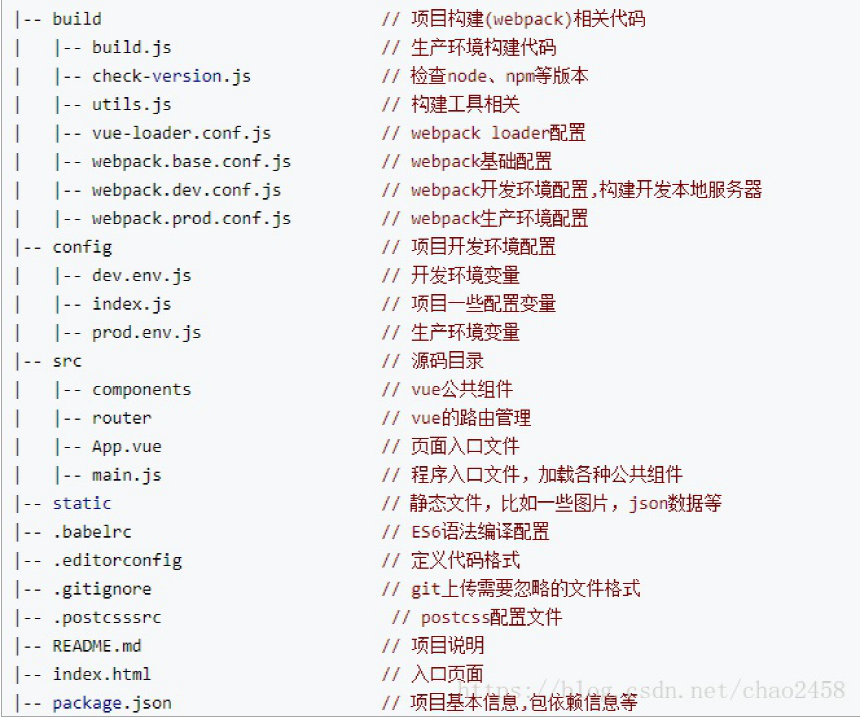 |-- build                            // 项目构建(webpack)相关代码
|   |-- build.js                     // 生产环境构建代码
|   |-- check-version.js             // 检查node、npm等版本
|   |-- utils.js                     // 构建工具相关
|   |-- vue-loader.conf.js           // webpack loader配置
|   |-- webpack.base.conf.js         // webpack基础配置
|   |-- webpack.dev.conf.js          // webpack开发环境配置,构建开发本地服务器
|   |-- webpack.prod.conf.js         // webpack生产环境配置
|-- config                           // 项目开发环境配置
|   |-- dev.env.js                   // 开发环境变量
|   |-- index.js                     // 项目一些配置变量
|   |-- prod.env.js                  // 生产环境变量
|-- src                              // 源码目录
|   |-- components                   // vue公共组件
|   |-- router                       // vue的路由管理
|   |-- App.vue                      // 页面入口文件
|   |-- main.js                      // 程序入口文件，加载各种公共组件
|-- static                           // 静态文件，比如一些图片，json数据等
|-- .babelrc                         // ES6语法编译配置
|-- .editorconfig                    // 定义代码格式
|-- .gitignore                       // git上传需要忽略的文件格式
|-- .postcsssrc                       // postcss配置文件
|-- README.md                        // 项目说明
|-- index.html                       // 入口页面
|-- package.json                     // 项目基本信息,包依赖信息等
https://blog.csdn.net/chao2458